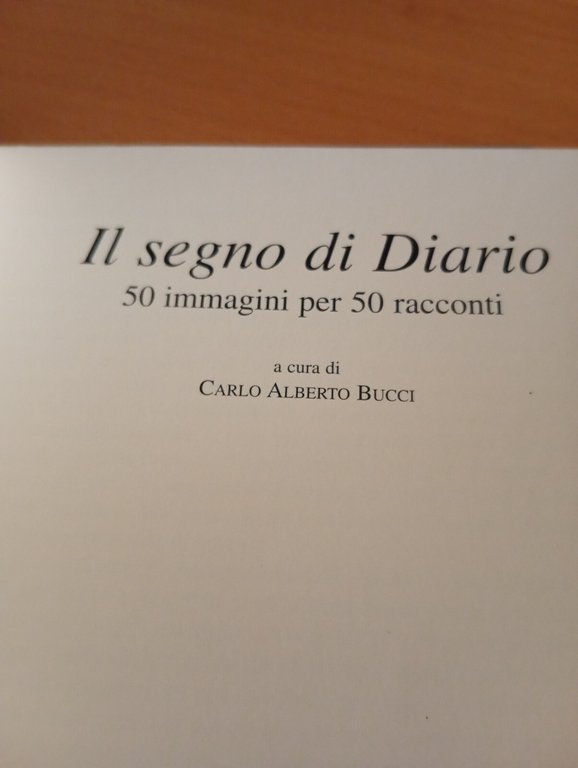 Il segno di Diario
50 immagini per 50 racconti
a cura di
CARLO ALBERTO BUCCI